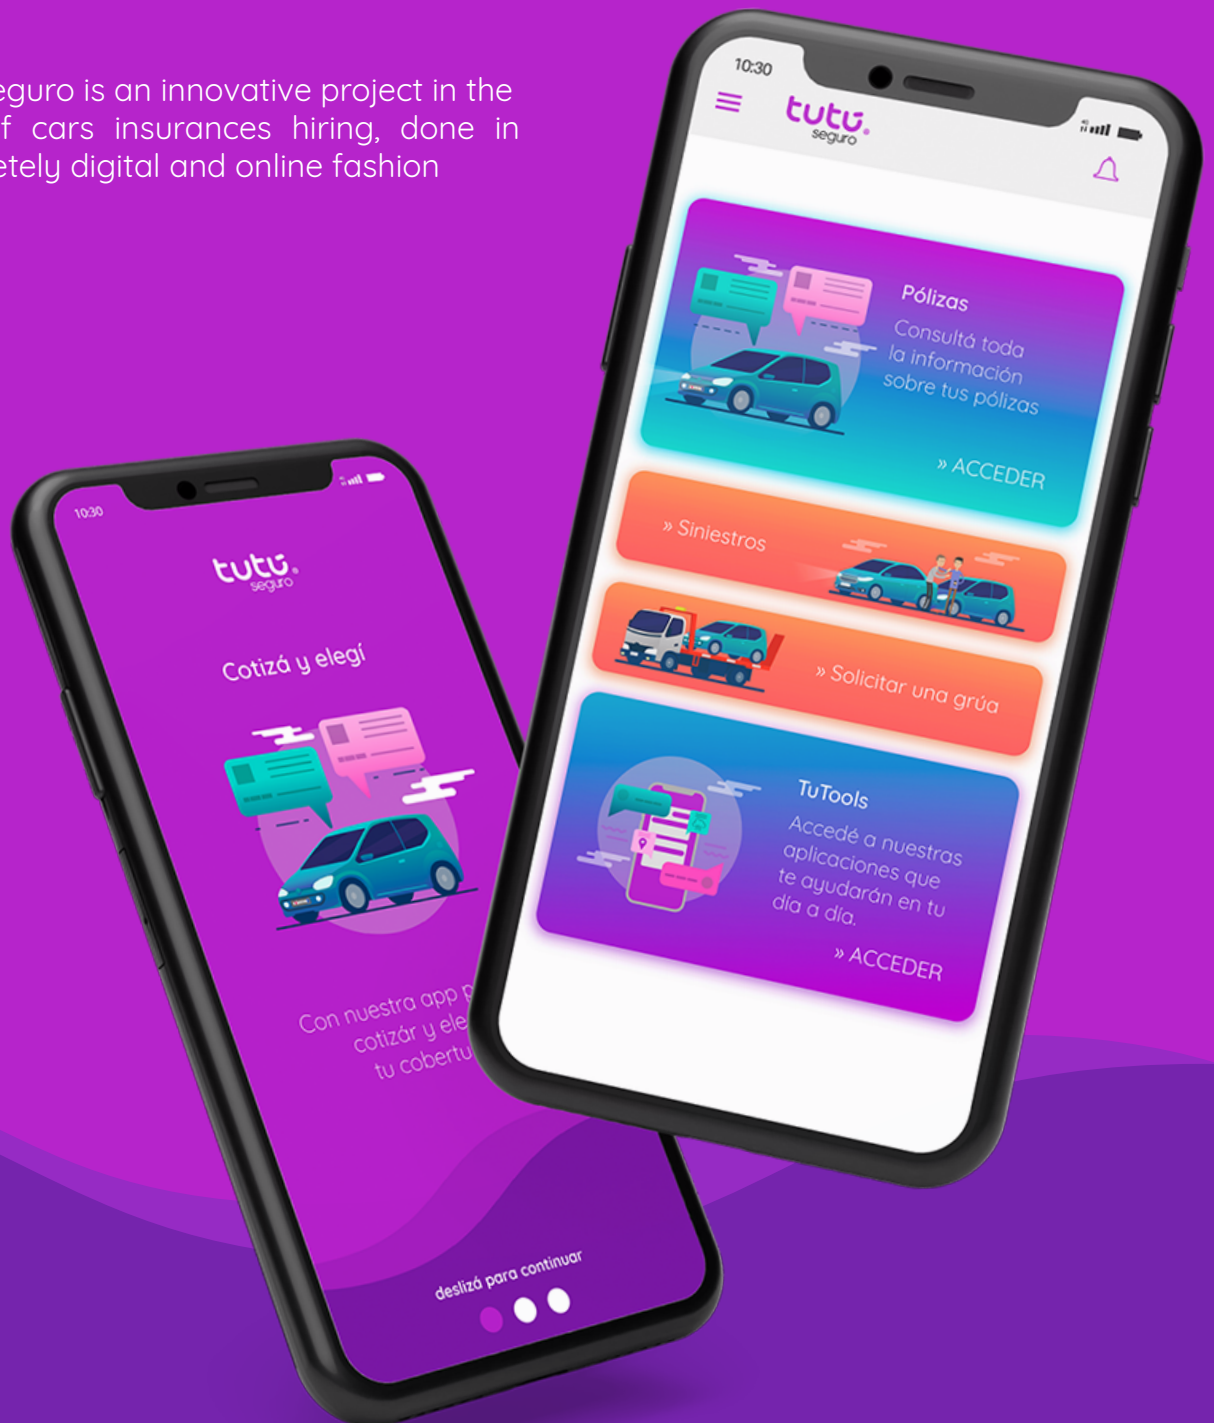 eguro is an innovative project in the
f cars insurances hiring, done in
etely digital and online fashion
10:30
tutú
seguro
Pólizas
Consultá toda
la información
sobre tus pólizas
» ACCEDER
» Siniestros
» Solicitar una grúa
TuTools
Accedé a nuestras
aplicaciones que
te ayudarán en tu
día a día.
» ACCEDER
10:30
tutú
seguro
Cotizá y elegí
Con nuestra app p
cotizár y ele
tu cobertu
deslizá para continuar